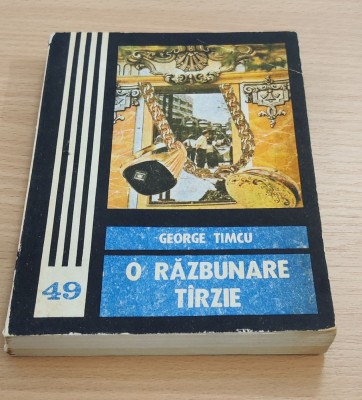 GEORGE TIMCU
O RĂZBUNARE
TÎRZIE
49